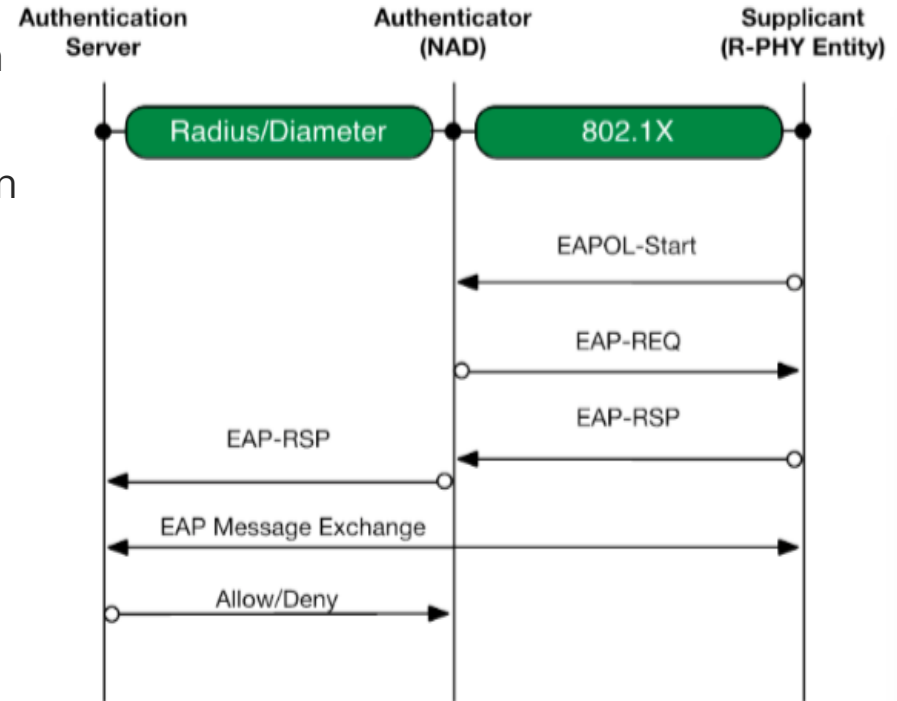 Authentication
Server
Authenticator
(NAD)
Supplicant
(R-PHY Entity)
Radius/Diameter
802.1X
n
EAPOL-Start
EAP-REQ
EAP-RSP
EAP-RSP
EAP Message Exchange
Allow/Deny